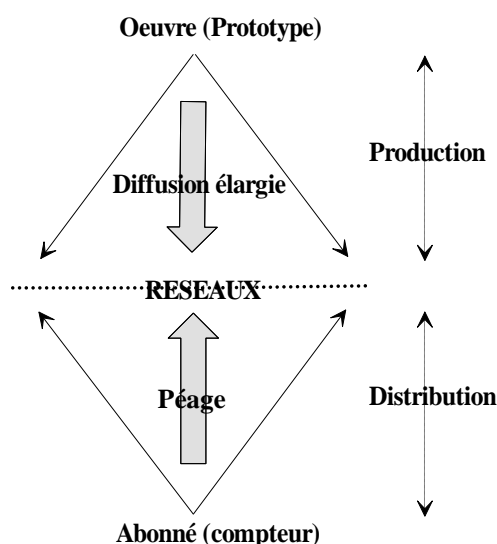 Oeuvre (Prototype)
Production
Diffusion élargie
RESEAUX
Péage
Distribution
Abonné (compteur)